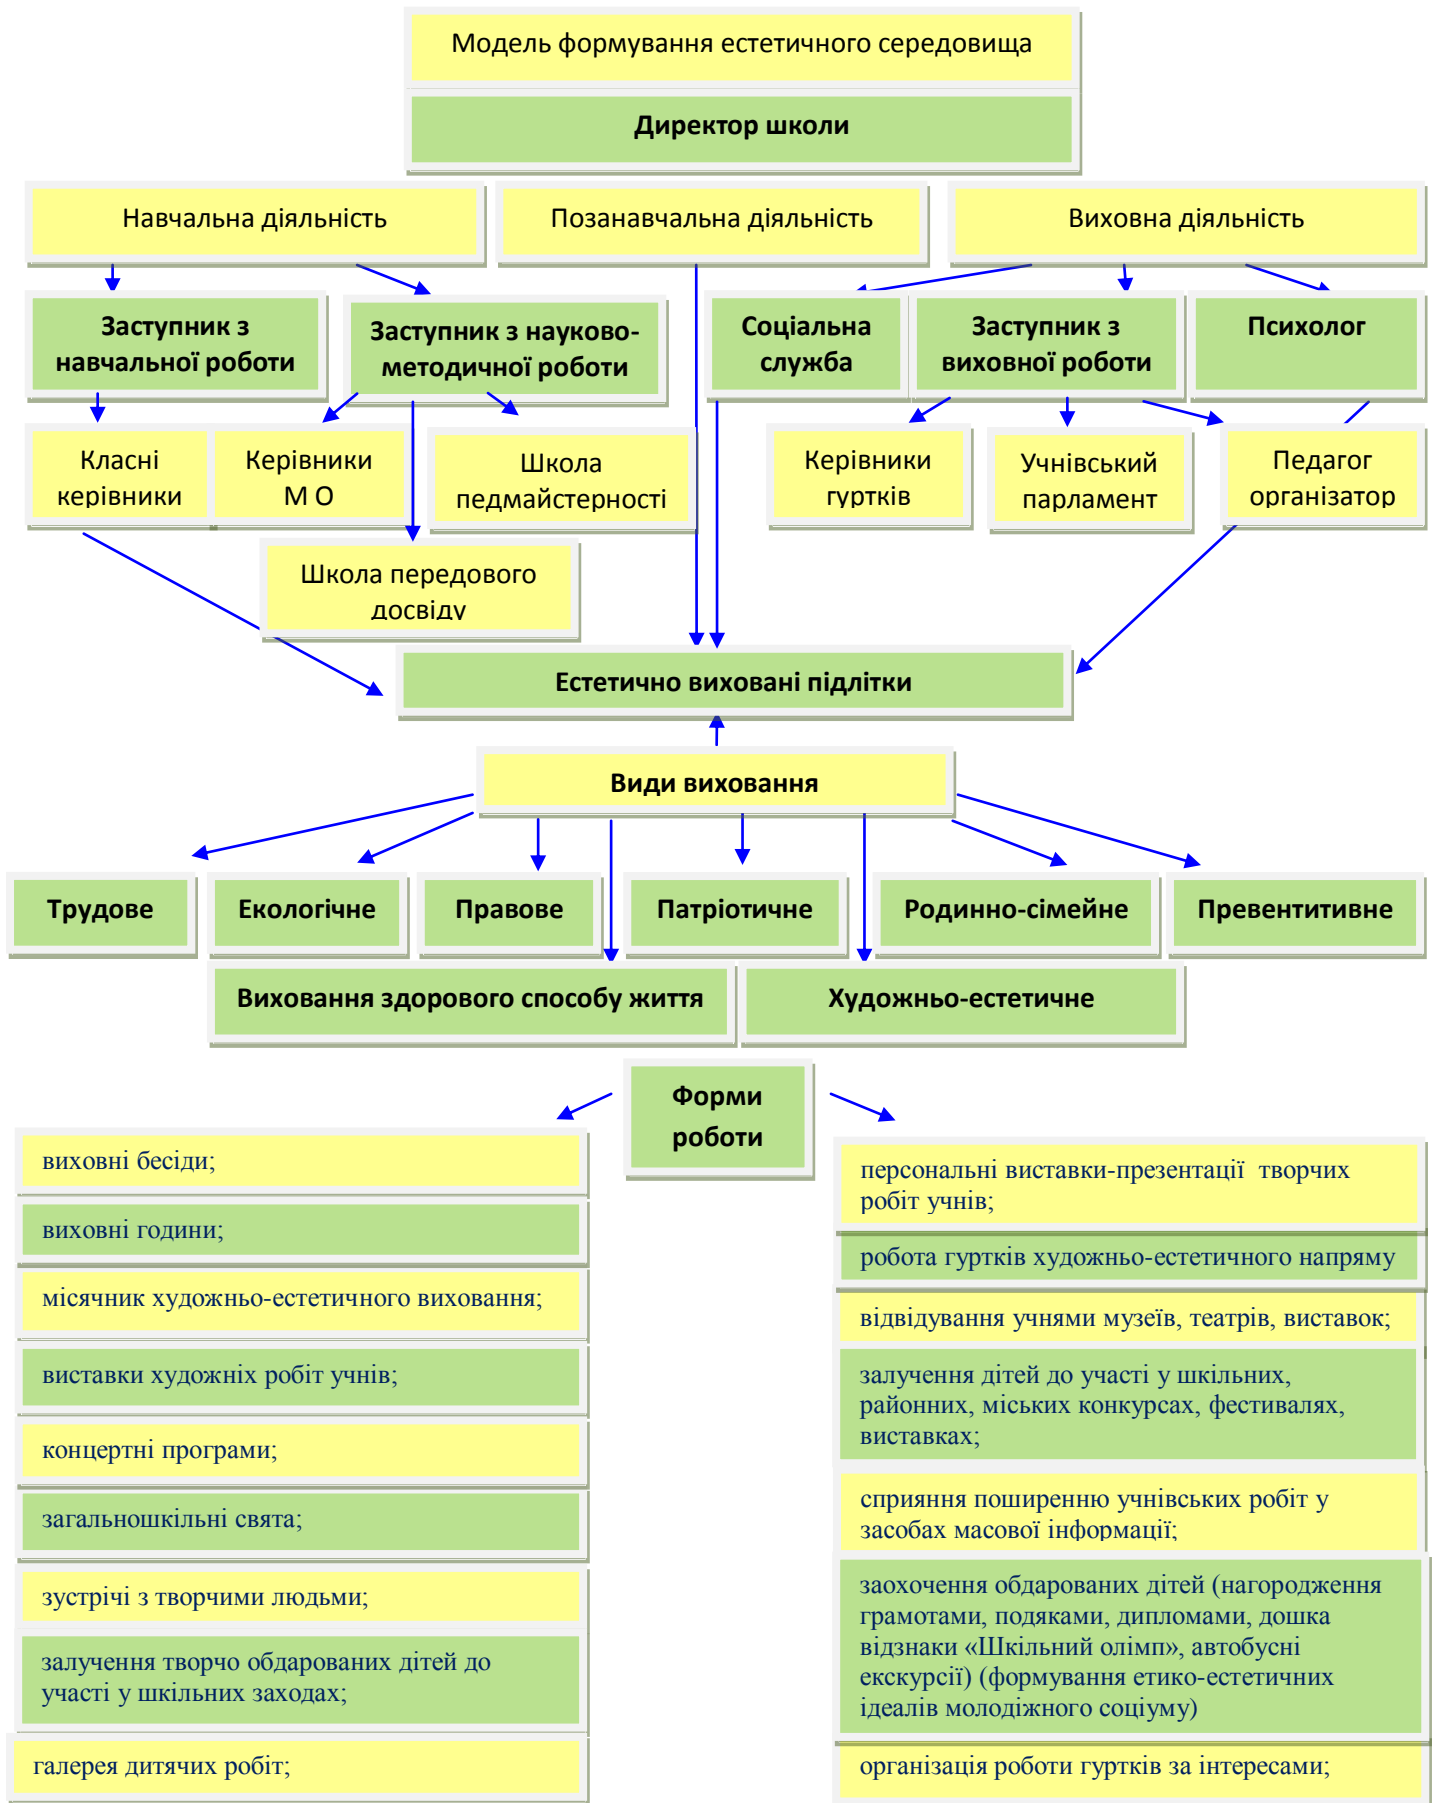 Модель формування естетичного середовища
Директор школи
Навчальна діяльність
Позанавчальна діяльність
Виховна діяльність
Заступник з
навчальної роботи
Заступник з науково-
методичної роботи
Соціальна
служба
Заступник з
виховної роботи
Психолог
Класні
керівники
Керівники
М О
Школа
педмайстерності
Керівники
гуртків
Учнівський
парламент
Педагог
організатор
Школа передового
досвіду
Естетично виховані підлітки
Види виховання
Трудове
Екологічне
Правове
Патріотичне
Родинно-сімейне
Превентитивне
Виховання здорового способу життя
Художньо-естетичне
Форми
роботи
виховні бесіди;
виховні години;
місячник художньо-естетичного виховання;
виставки художніх робіт учнів;
концертні програми;
загальношкільні свята;
зустрічі з творчими людьми;
залучення творчо обдарованих дітей до
участі у шкільних заходах;
галерея дитячих робіт;
персональні виставки-презентації творчих
робіт учнів;
робота гуртків художньо-естетичного напряму
відвідування учнями музеїв, театрів, виставок;
залучення дітей до участі у шкільних,
районних, міських конкурсах, фестивалях,
виставках;
сприяння поширенню учнівських робіт у
засобах масової інформації;
заохочення обдарованих дітей (нагородження
грамотами, подяками, дипломами, дошка
відзнаки «Шкільний олімп», автобусні
екскурсії) (формування етико-естетичних
ідеалів молодіжного соціуму)
організація роботи гуртків за інтересами;